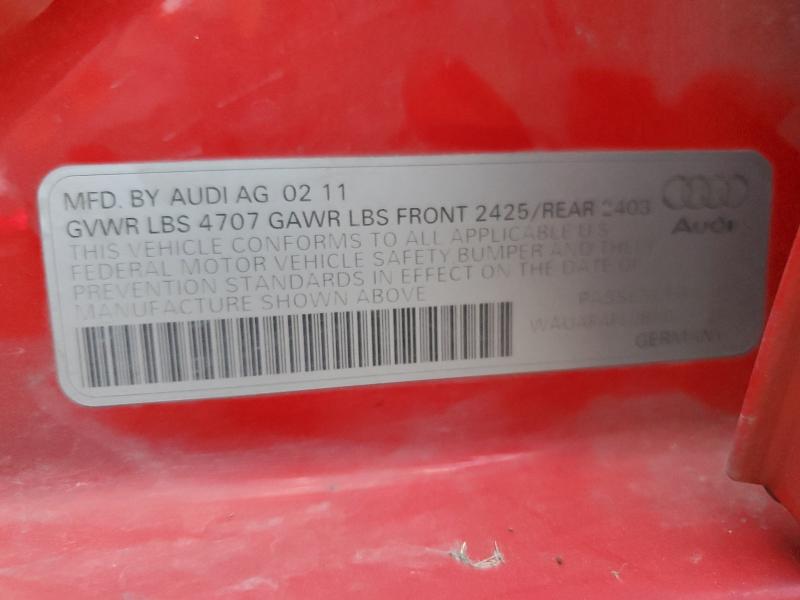 MFD. BY AUDI AG 02 11
GVWR LBS 4707 GAWR LBS FRONT 2425/REAR 2403
Audi
THIS VEHICLE CONFORMS TO ALL APPLICABLE U.S.
FEDERAL MOTOR VEHICLE SAFETY, BUMPER AND THEFT
PREVENTION STANDARDS IN EFFECT ON THE DATE OF
MANUFACTURE SHOWN ABOVE
GERMANY